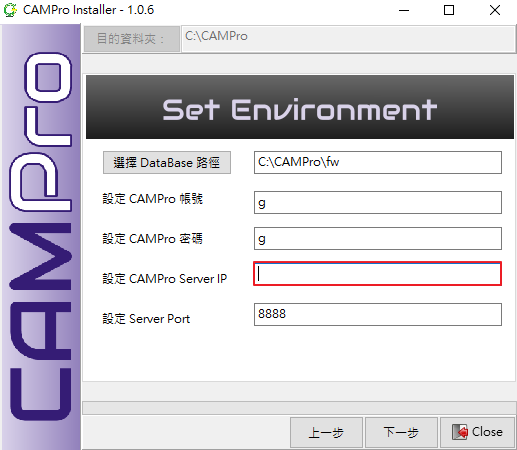 CAMPro Installer - 1.0.6
目的資料夾：
C:\CAMPro
CAMPro
Set Environment
選擇 DataBase 路徑
C:\CAMPro\fw
設定 CAMPro 帳號
g
設定 CAMPro 密碼
g
設定 CAMPro Server IP
設定 Server Port
8888
上一步
下一步
Close